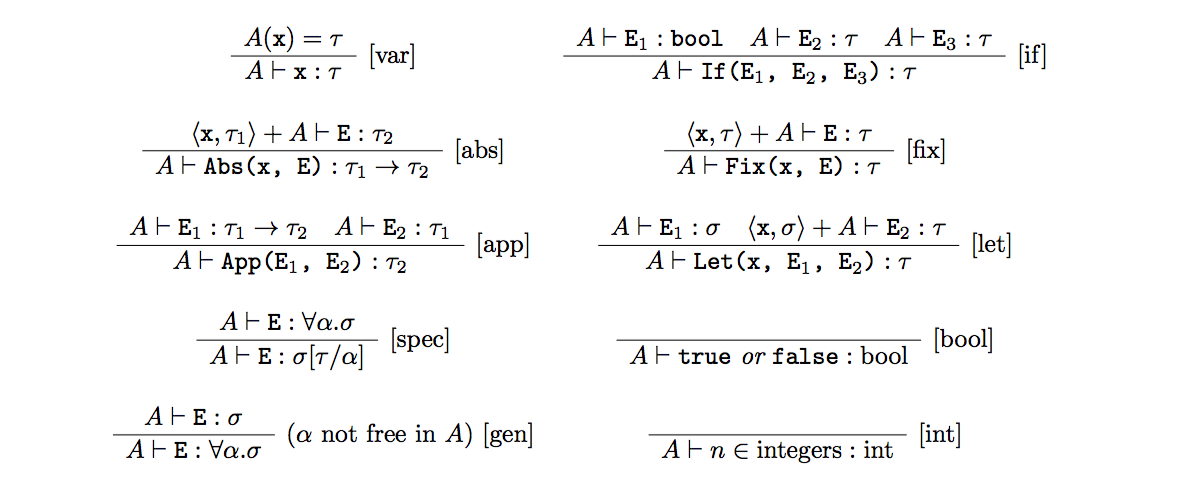 A(x) = τ
A ⊢ x : τ [var]
A ⊢ E₁ : bool A ⊢ E₂ : τ A ⊢ E₃ : τ
A ⊢ If(E₁, E₂, E₃) : τ [if]
⟨x, τ₁⟩ + A ⊢ E : τ₂
A ⊢ Abs(x, E) : τ₁ → τ₂ [abs]
⟨x, τ⟩ + A ⊢ E : τ
A ⊢ Fix(x, E) : τ [fix]
A ⊢ E₁ : τ₁ → τ₂ A ⊢ E₂ : τ₁
A ⊢ App(E₁, E₂) : τ₂ [app]
A ⊢ E₁ : σ ⟨x, σ⟩ + A ⊢ E₂ : τ
A ⊢ Let(x, E₁, E₂) : τ [let]
A ⊢ E : ∀α.σ
A ⊢ E : σ[τ/α] [spec]
A ⊢ true or false : bool [bool]
A ⊢ E : σ
A ⊢ E : ∀α.σ (α not free in A) [gen]
A ⊢ n ∈ integers : int [int]